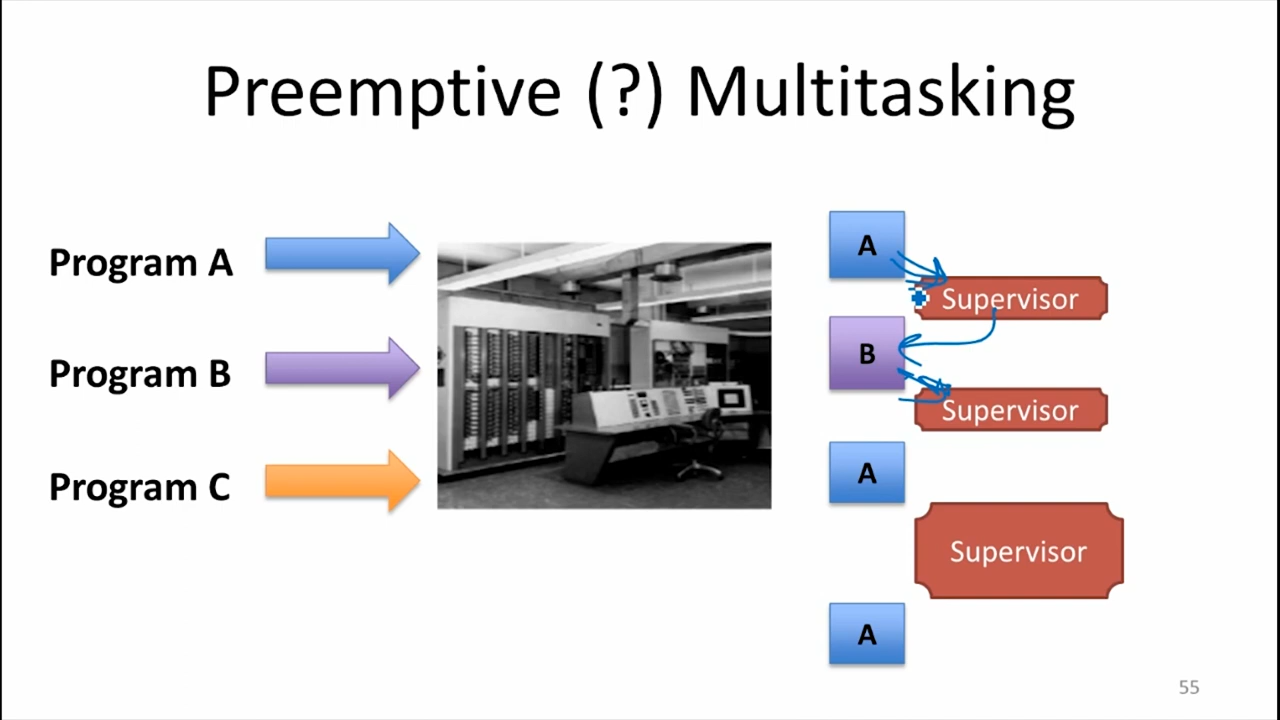 Preemptive (?) Multitasking
Program A
Program B
Program C
A
Supervisor
B
Supervisor
A
Supervisor
A
55